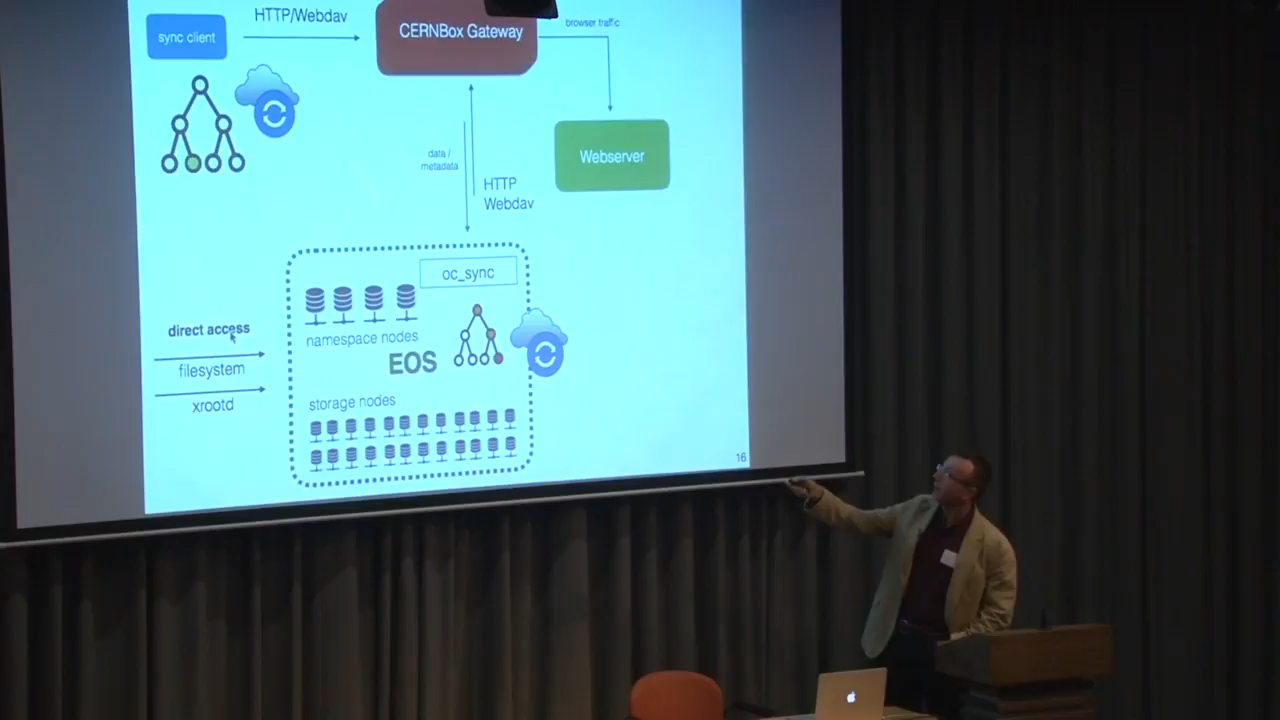 HTTP/Webdav
sync client
CERNBox Gateway
browser traffic
Webserver
data /
metadata
HTTP
Webdav
oc_sync
namespace nodes
EOS
direct access
filesystem
xrootd
storage nodes
16